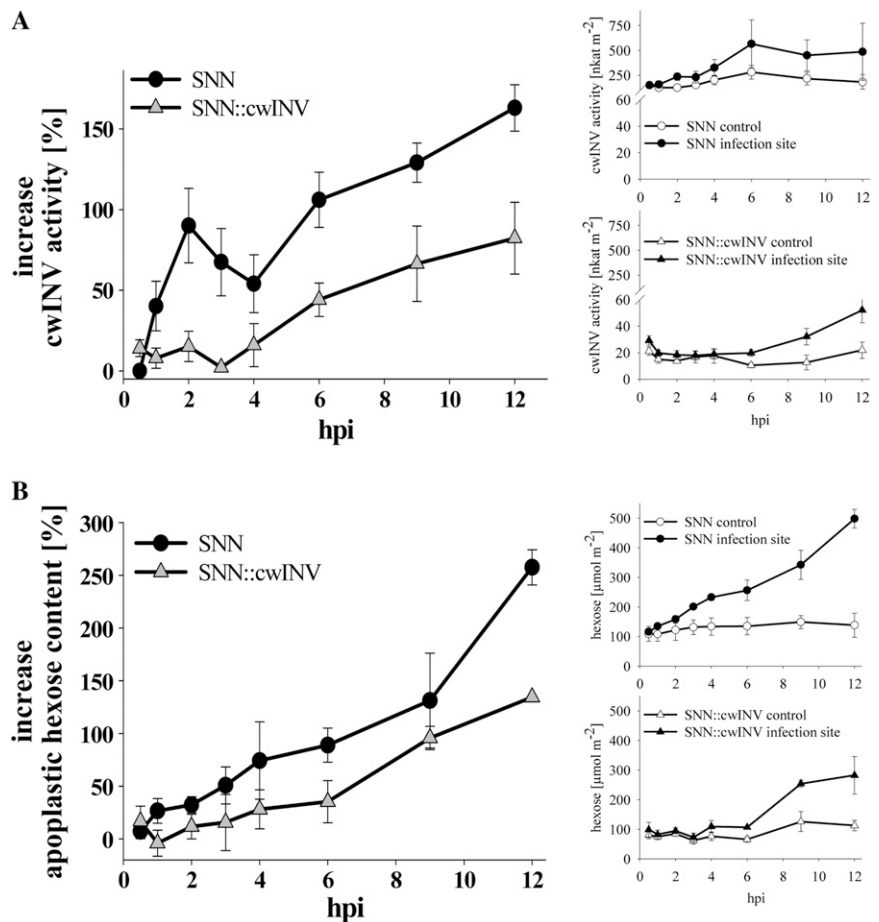 A
SNN
SNN::cwINV
increase
cwINV activity [%]
150
100
50
0
0 2 4 6 8 10 12
hpi
cwINV activity [nkat m-2]
750
500
250
60
40
20
0
SNN control
SNN infection site
0 2 4 6 8 10 12
cwINV activity [nkat m-2]
750
500
250
60
40
20
0
SNN::cwINV control
SNN::cwINV infection site
0 2 4 6 8 10 12
hpi
B
SNN
SNN::cwINV
increase
apoplastic hexose content [%]
300
250
200
150
100
50
0
0 2 4 6 8 10 12
hpi
hexose [μmol m-2]
500
400
300
200
100
0
SNN control
SNN infection site
0 2 4 6 8 10 12
hexose [μmol m-2]
500
400
300
200
100
0
SNN::cwINV control
SNN::cwINV infection site
0 2 4 6 8 10 12
hpi